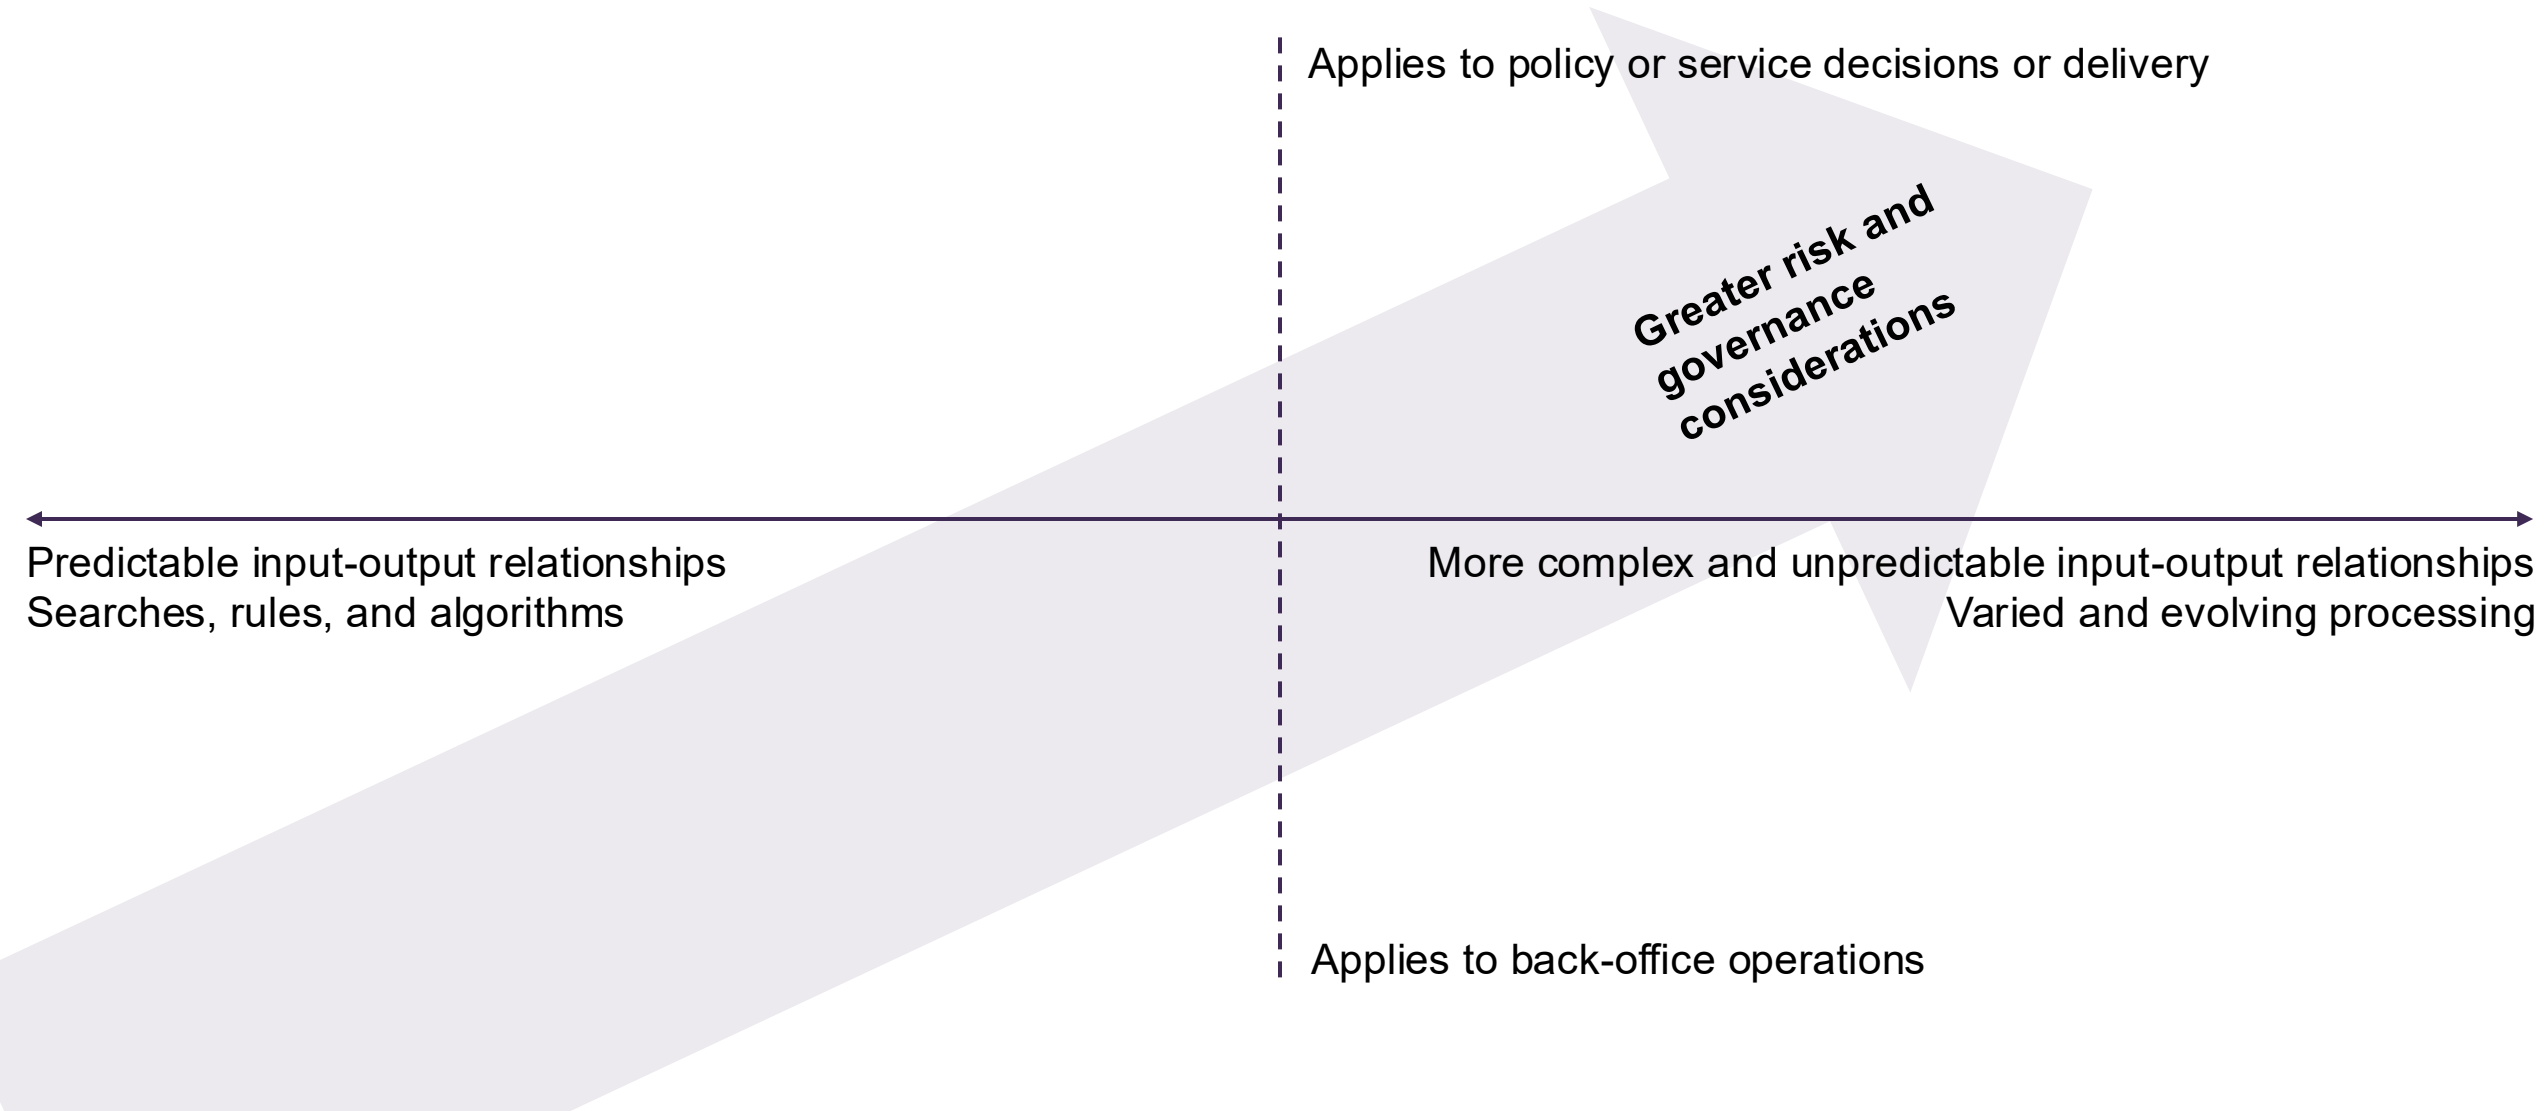 Applies to policy or service decisions or delivery
Greater risk and
governance
considerations
Predictable input-output relationships
Searches, rules, and algorithms
More complex and unpredictable input-output relationships
Varied and evolving processing
Applies to back-office operations